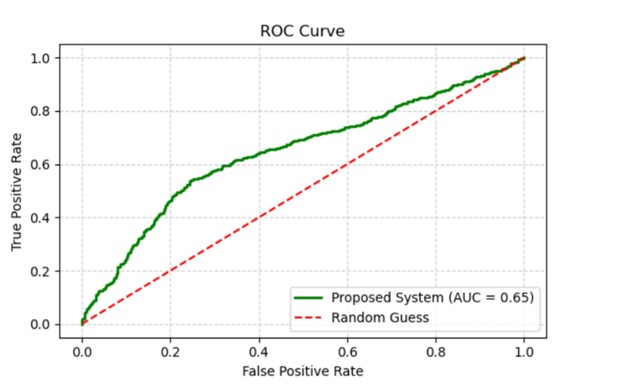 ROC Curve
True Positive Rate
1.0
0.8
0.6
0.4
0.2
0.0
Proposed System (AUC = 0.65)
Random Guess
0.0 0.2 0.4 0.6 0.8 1.0
False Positive Rate